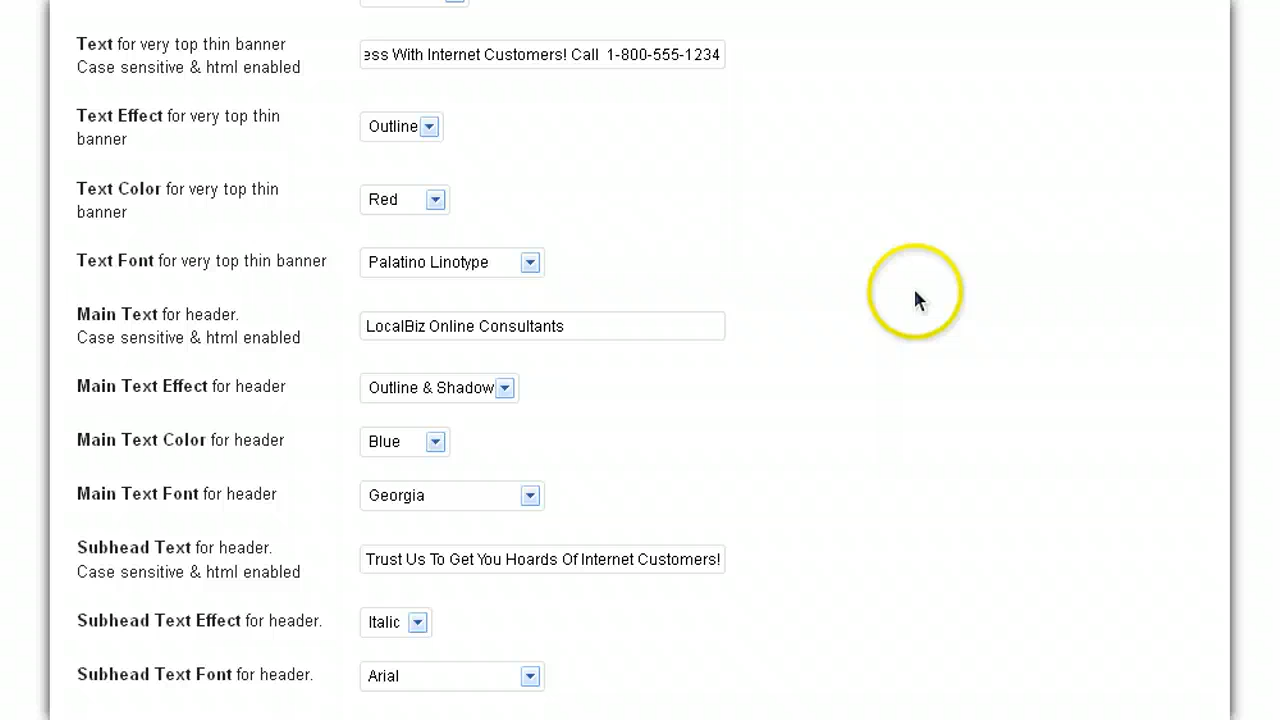 Text for very top thin banner
Case sensitive & html enabled
ess With Internet Customers! Call 1-800-555-1234
Text Effect for very top thin
banner
Outline
Text Color for very top thin
banner
Red
Text Font for very top thin banner
Palatino Linotype
Main Text for header.
Case sensitive & html enabled
LocalBiz Online Consultants
Main Text Effect for header
Outline & Shadow
Main Text Color for header
Blue
Main Text Font for header
Georgia
Subhead Text for header.
Case sensitive & html enabled
Trust Us To Get You Hoards Of Internet Customers!
Subhead Text Effect for header.
Italic
Subhead Text Font for header.
Arial